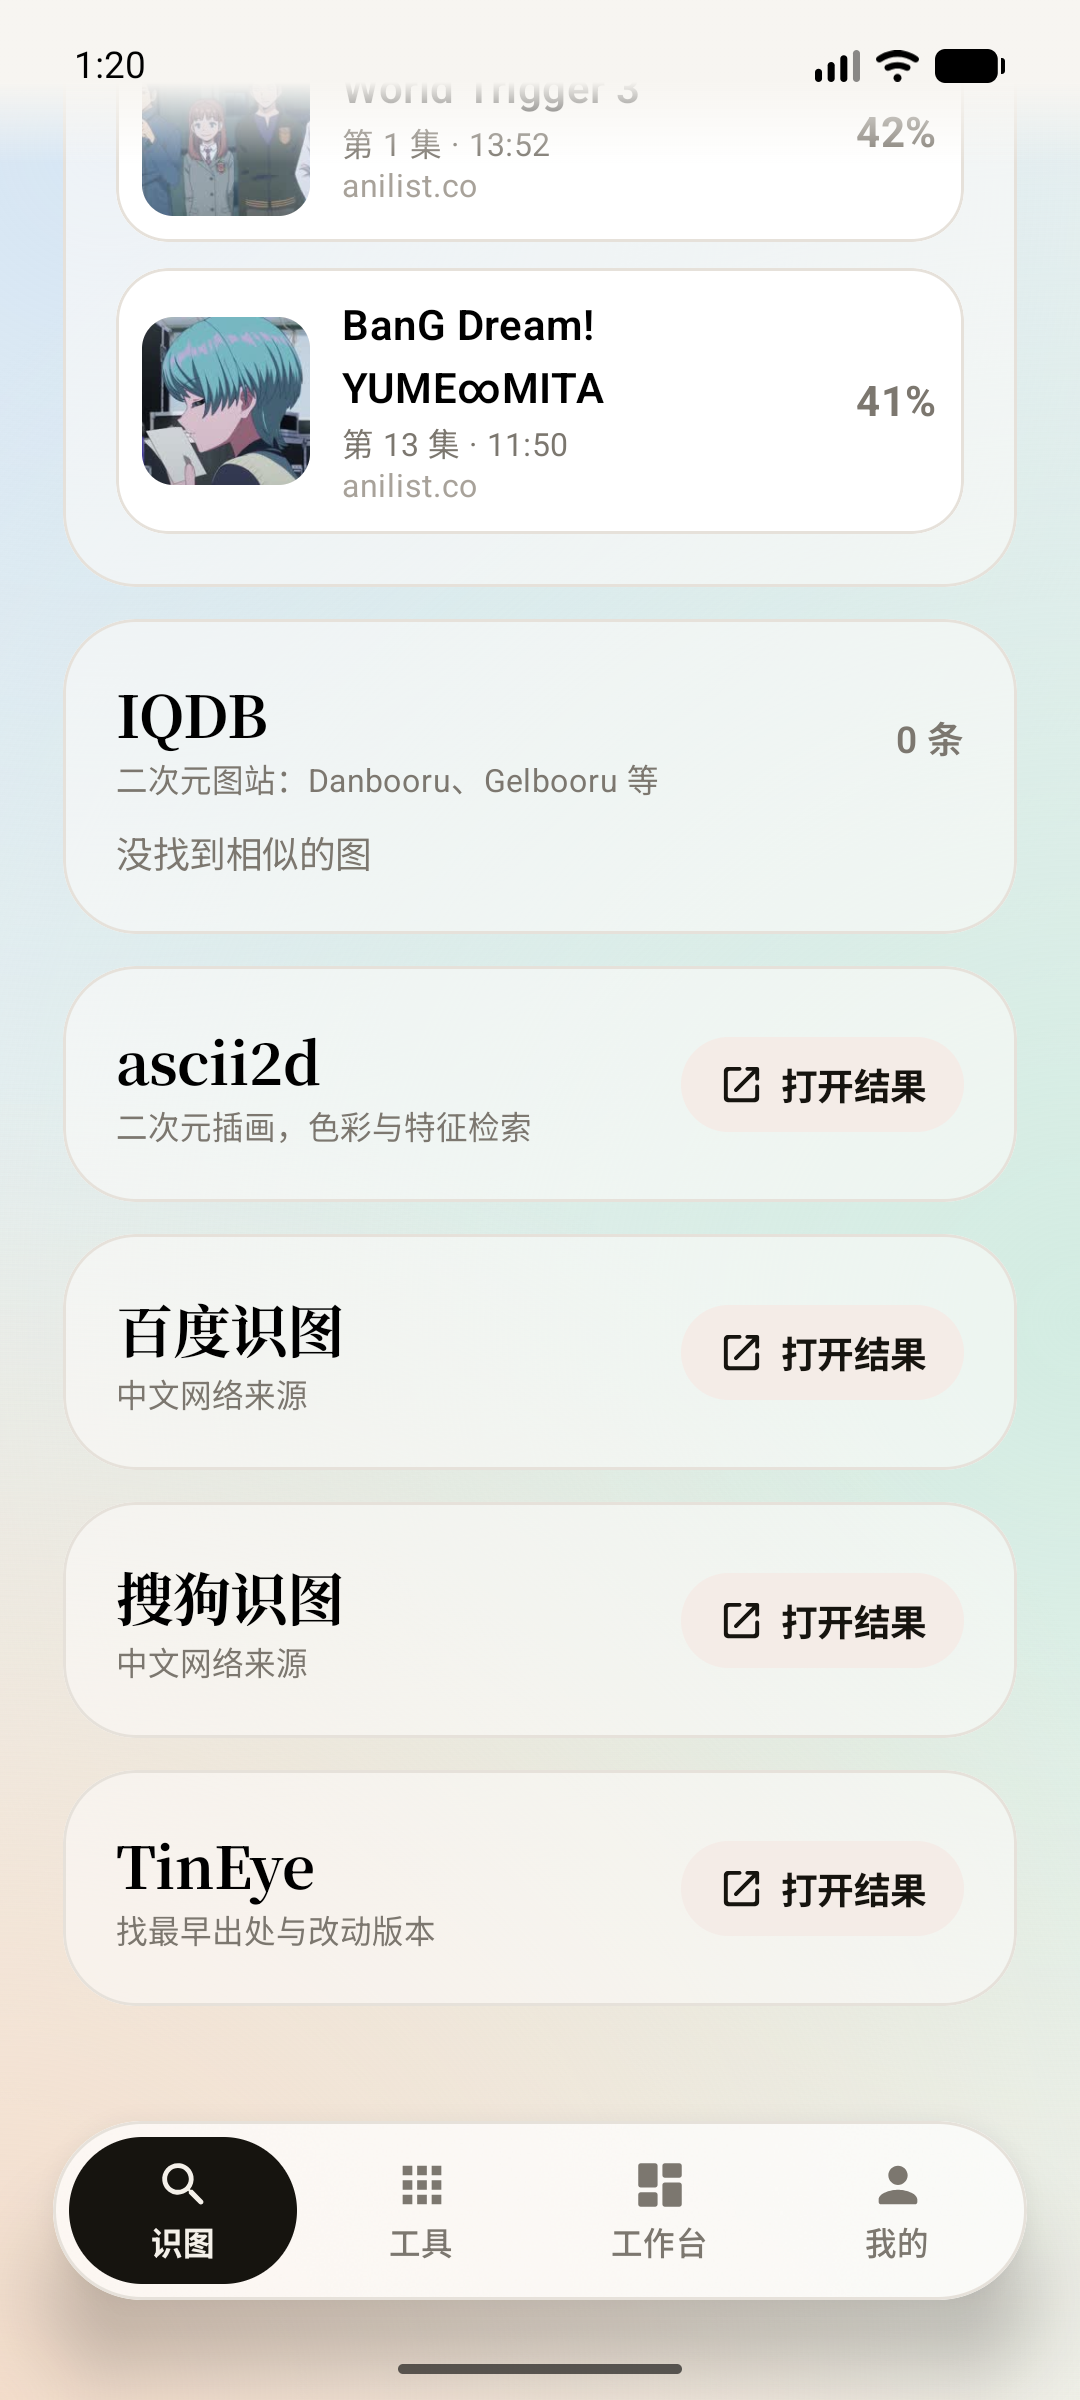 1:20
World Trigger 3
第 1 集 · 13:52
anilist.co
42%
BanG Dream!
YUME∞MITA
第 13 集 · 11:50
anilist.co
41%
IQDB
二次元图站：Danbooru、Gelbooru 等
0 条
没找到相似的图
ascii2d
二次元插画，色彩与特征检索
打开结果
百度识图
中文网络来源
打开结果
搜狗识图
中文网络来源
打开结果
TinEye
找最早出处与改动版本
打开结果
识图
工具
工作台
我的